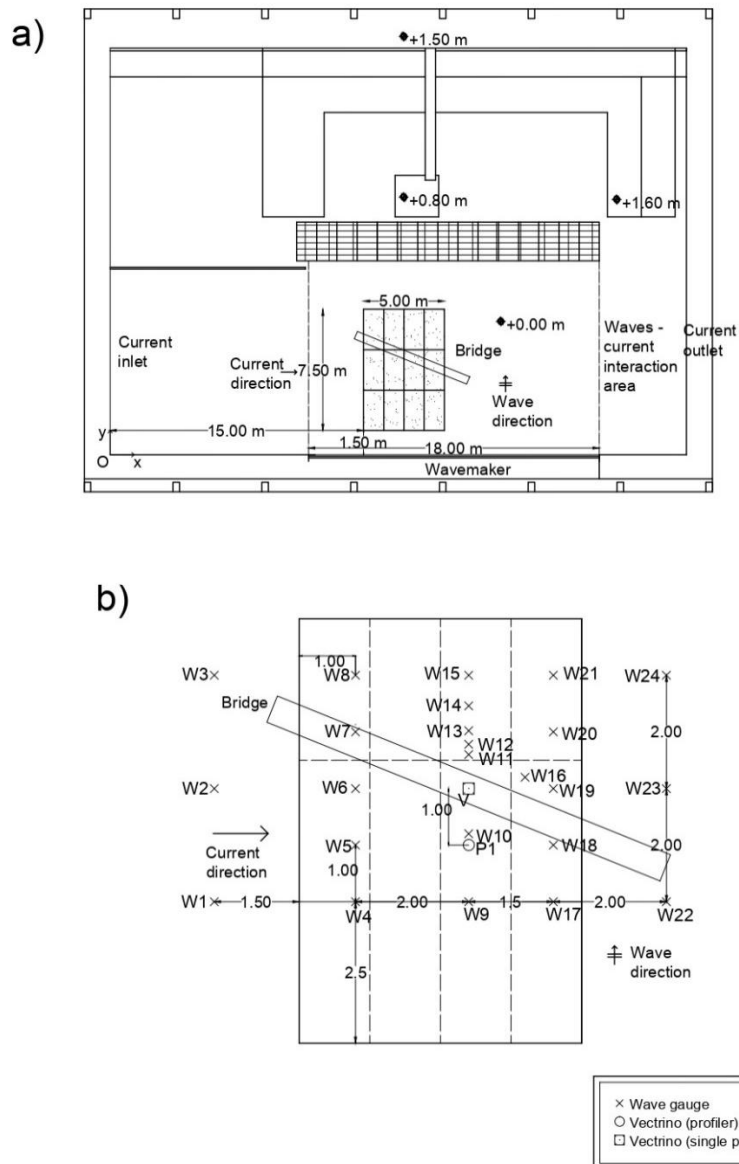 a)
+1.50 m
+0.80 m
+1.60 m
5.00 m
+0.00 m
Current
inlet
Current
direction
7.50 m
Bridge
Wave
direction
Waves -
current
interaction
area
Current
outlet
15.00 m
1.50 m
18.00 m
y
O
x
Wavemaker
b)
1.00
W3
W8
W15
W21
W24
Bridge
W14
W7
W13
W20
2.00
W12
W11
W16
W2
W6
V
W19
W23
1.00
W10
Current
direction
W5
P1
W18
2.00
1.00
W1
1.50
W4
2.00
W9
1.5
W17
2.00
W22
2.5
Wave
direction
Wave gauge
Vectrino (profiler)
Vectrino (single p